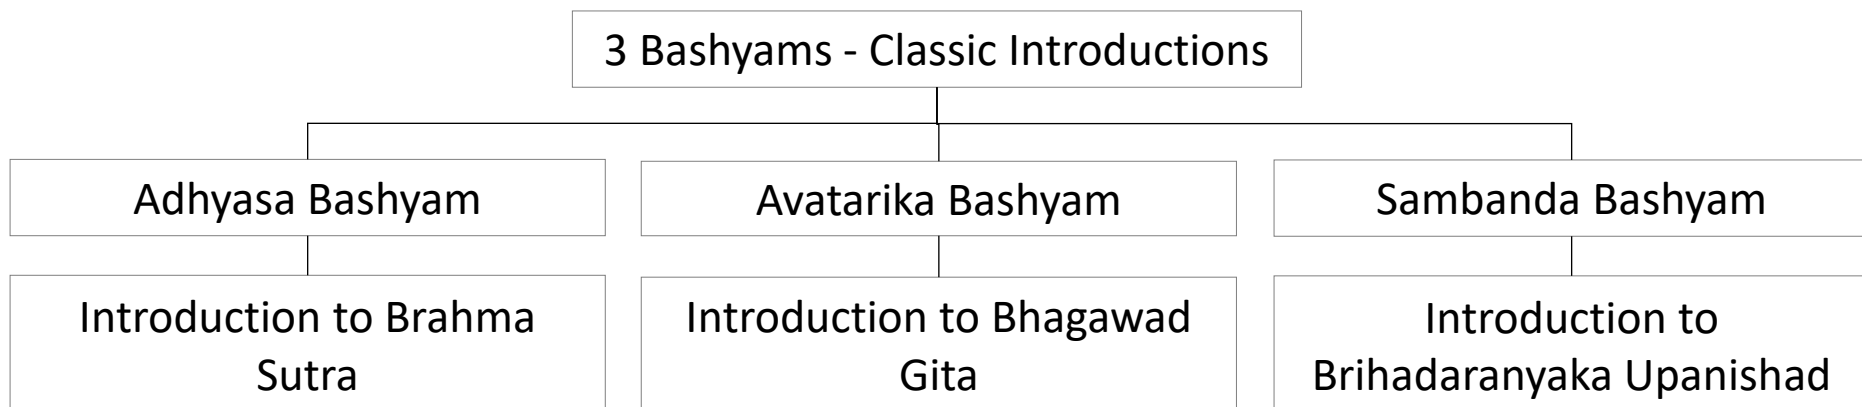 3 Bashyams - Classic Introductions
Adhyasa Bashyam
Avatarika Bashyam
Sambanda Bashyam
Introduction to Brahma
Sutra
Introduction to Bhagawad
Gita
Introduction to
Brihadaranyaka Upanishad